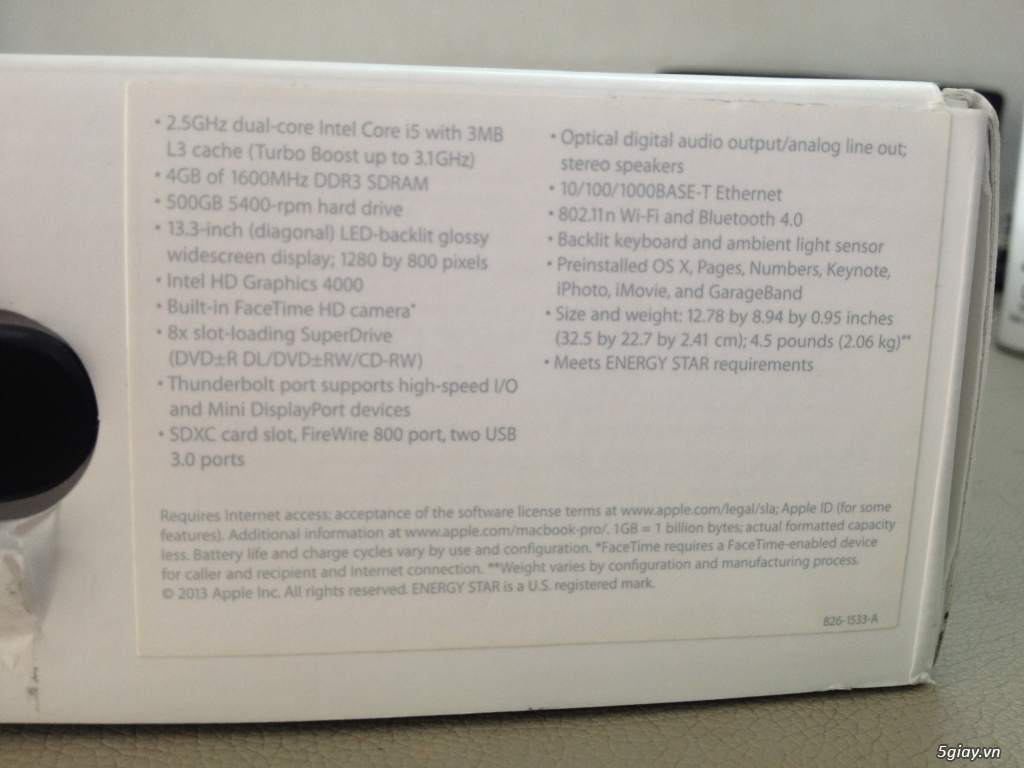 • 2.5GHz dual-core Intel Core i5 with 3MB
L3 cache (Turbo Boost up to 3.1GHz)
• 4GB of 1600MHz DDR3 SDRAM
• 500GB 5400-rpm hard drive
• 13.3-inch (diagonal) LED-backlit glossy
widescreen display; 1280 by 800 pixels
• Intel HD Graphics 4000
• Built-in FaceTime HD camera*
• 8x slot-loading SuperDrive
(DVD±R DL/DVD±RW/CD-RW)
• Thunderbolt port supports high-speed I/O
and Mini DisplayPort devices
• SDXC card slot, FireWire 800 port, two USB
3.0 ports
• Optical digital audio output/analog line out;
stereo speakers
• 10/100/1000BASE-T Ethernet
• 802.11n Wi-Fi and Bluetooth 4.0
• Backlit keyboard and ambient light sensor
• Preinstalled OS X, Pages, Numbers, Keynote,
iPhoto, iMovie, and GarageBand
• Size and weight: 12.78 by 8.94 by 0.95 inches
(32.5 by 22.7 by 2.41 cm); 4.5 pounds (2.06 kg)**
• Meets ENERGY STAR requirements
Requires Internet access; acceptance of the software license terms at www.apple.com/legal/sla; Apple ID (for some
features). Additional information at www.apple.com/macbook-pro/. 1GB = 1 billion bytes; actual formatted capacity
less. Battery life and charge cycles vary by use and configuration. *FaceTime requires a FaceTime-enabled device
for caller and recipient and Internet connection. **Weight varies by configuration and manufacturing process.
© 2013 Apple Inc. All rights reserved. ENERGY STAR is a U.S. registered mark.
826-1533-A
5giay.vn